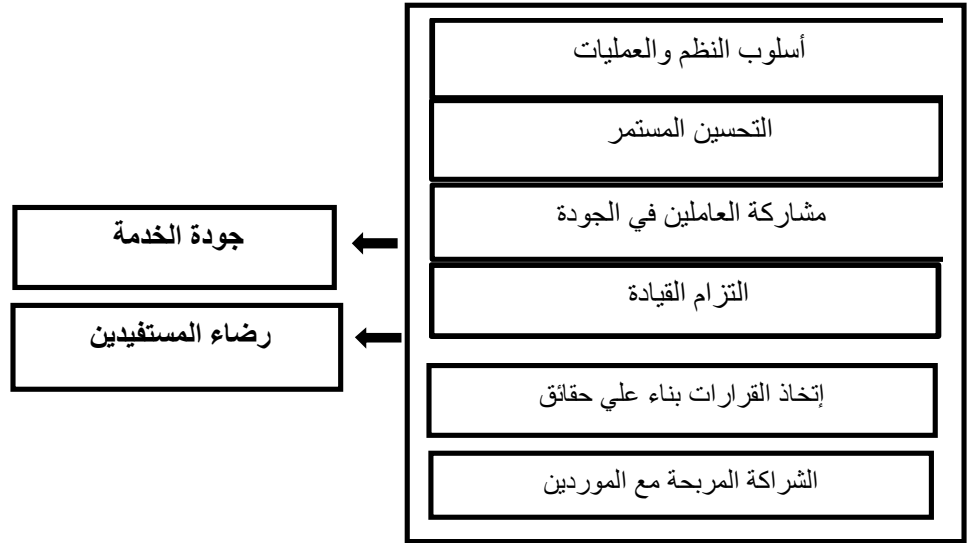 أسلوب النظم والعمليات
التحسين المستمر
مشاركة العاملين في الجودة
التزام القيادة
إتخاذ القرارات بناء علي حقائق
الشراكة المربحة مع الموردين
جودة الخدمة
رضاء المستفيدين